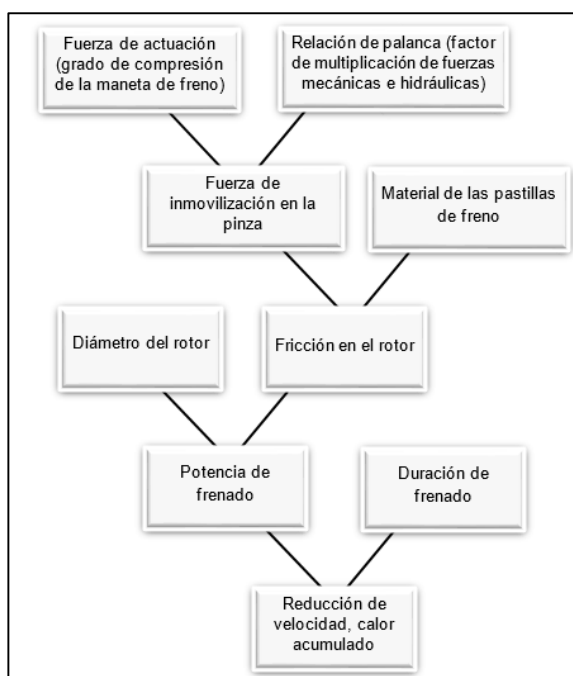 Fuerza de actuación
(grado de compresión
de la maneta de freno)
Relación de palanca (factor
de multiplicación de fuerzas
mecánicas e hidráulicas)
Fuerza de
inmovilización en la
pinza
Material de las pastillas
de freno
Diámetro del rotor
Fricción en el rotor
Potencia de
frenado
Duración de
frenado
Reducción de
velocidad, calor
acumulado